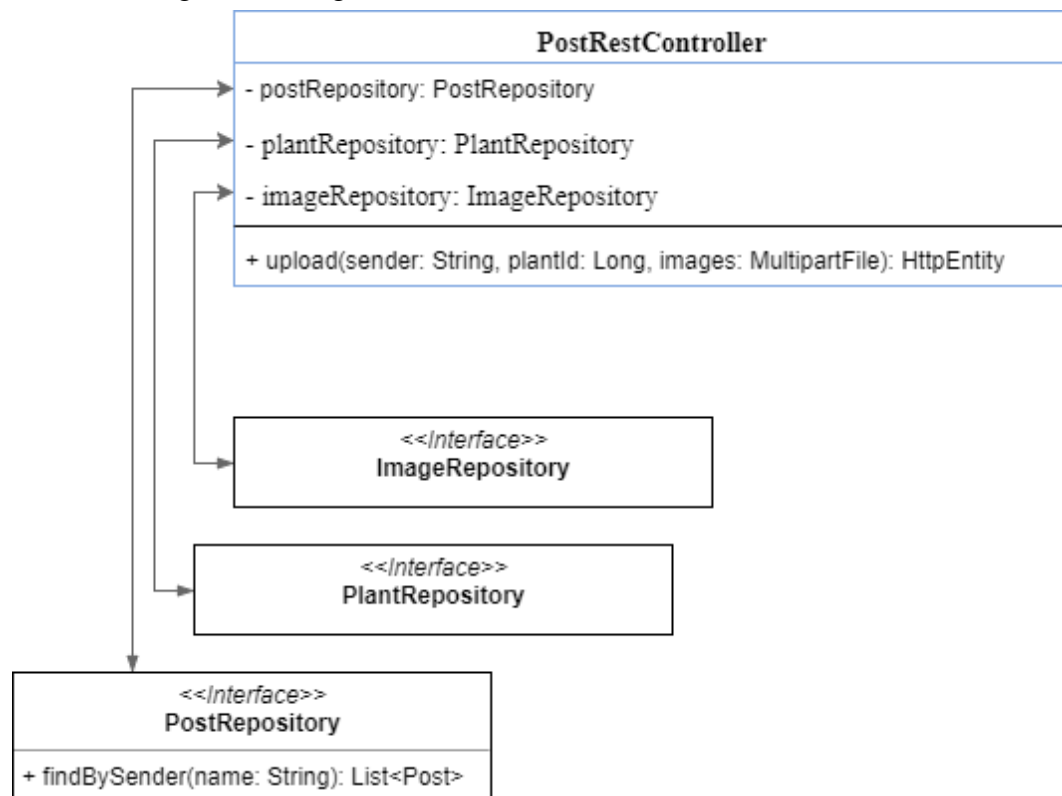 PostRestController
- postRepository: PostRepository
- plantRepository: PlantRepository
- imageRepository: ImageRepository
+ upload(sender: String, plantId: Long, images: MultipartFile): HttpEntity
<<Interface>>
ImageRepository
<<Interface>>
PlantRepository
<<Interface>>
PostRepository
+ findBySender(name: String): List<Post>